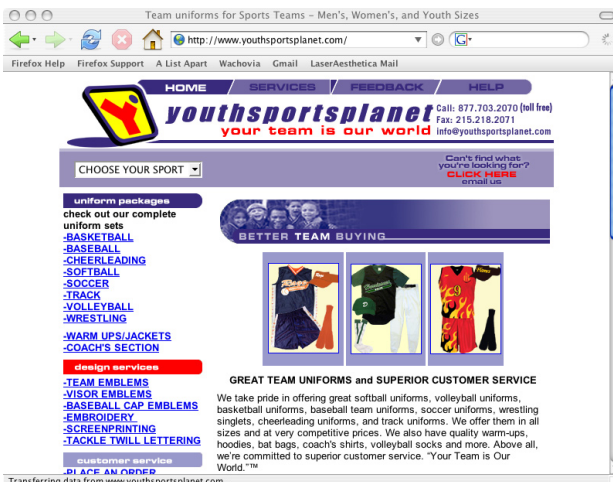 Team uniforms for Sports Teams – Men's, Women's, and Youth Sizes
http://www.youthsportsplanet.com/
G
Firefox Help Firefox Support A List Apart Wachovia Gmail LaserAesthetica Mail
HOME SERVICES FEEDBACK HELP
youthsportsplanet
your team is our world
Call: 877.703.2070 (toll free)
Fax: 215.218.2071
info@youthsportsplanet.com
CHOOSE YOUR SPORT
Can't find what
you're looking for?
CLICK HERE
email us
uniform packages
check out our complete
uniform sets
-BASKETBALL
-BASEBALL
-CHEERLEADING
-SOFTBALL
-SOCCER
-TRACK
-VOLLEYBALL
-WRESTLING
-WARM UPS/JACKETS
-COACH'S SECTION
design services
-TEAM EMBLEMS
-VISOR EMBLEMS
-BASEBALL CAP EMBLEMS
-EMBROIDERY
-SCREENPRINTING
-TACKLE TWILL LETTERING
customer service
-PLACE AN ORDER
BETTER TEAM BUYING
GREAT TEAM UNIFORMS and SUPERIOR CUSTOMER SERVICE
We take pride in offering great softball uniforms, volleyball uniforms,
basketball uniforms, baseball team uniforms, soccer uniforms, wrestling
singlets, cheerleading uniforms, and track uniforms. We offer them in all
sizes and at very competitive prices. We also have quality warm-ups,
hoodies, bat bags, coach's shirts, volleyball socks and more. Above all,
we're committed to superior customer service. "Your Team is Our
World."™
Transferring data from www.youthsportsplanet.com